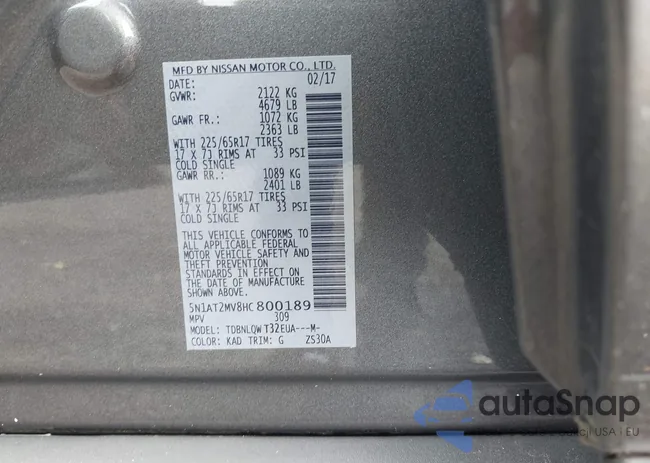 MFD BY NISSAN MOTOR CO., LTD.
DATE: 02/17
GVWR: 2122 KG
4679 LB
GAWR FR.: 1072 KG
2363 LB
WITH 225/65R17 TIRES
17 X 7J RIMS AT 33 PSI
COLD SINGLE
GAWR RR.: 1089 KG
2401 LB
WITH 225/65R17 TIRES
17 X 7J RIMS AT 33 PSI
COLD SINGLE
THIS VEHICLE CONFORMS TO
ALL APPLICABLE FEDERAL
MOTOR VEHICLE SAFETY AND
THEFT PREVENTION
STANDARDS IN EFFECT ON
THE DATE OF MANUFACTURE
SHOWN ABOVE.
5N1AT2MV8HC800189
MPV 309
MODEL: TDBNLQW T32EUA---M-
COLOR: KAD TRIM: G ZS30A
autaSnap
USA i EU